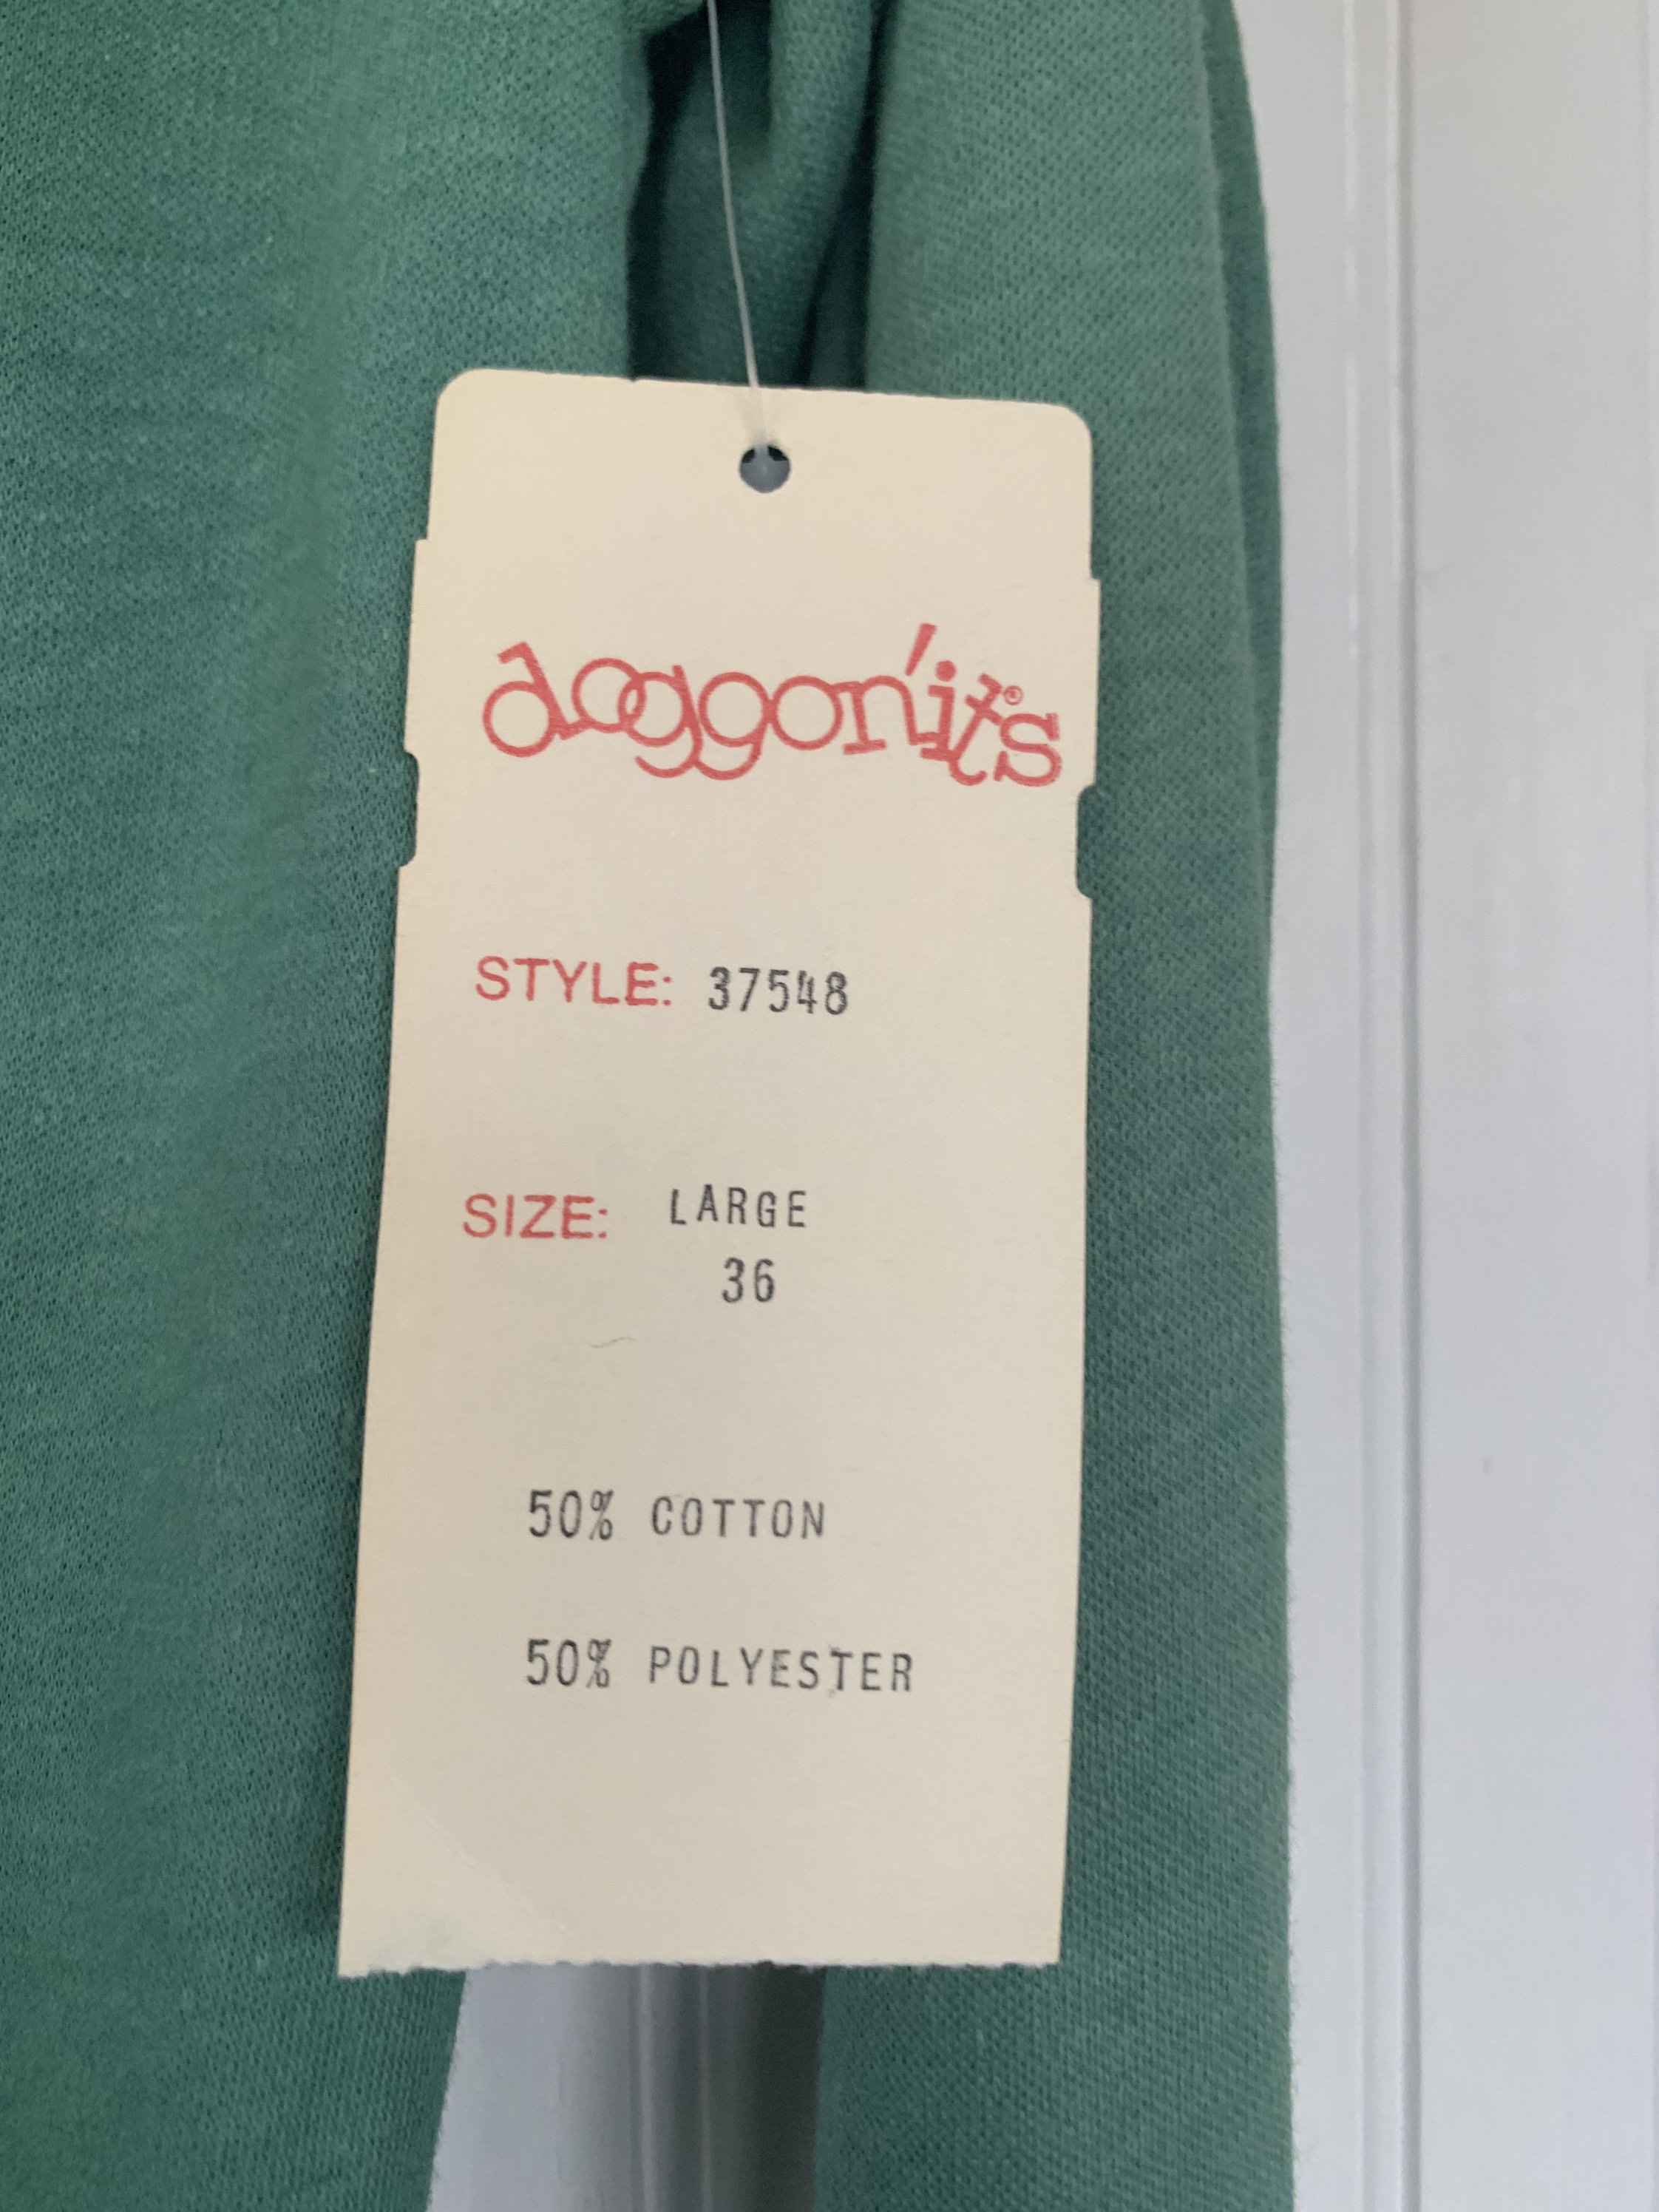 doggon'it's®
STYLE: 37548
SIZE: LARGE
36
50% COTTON
50% POLYESTER